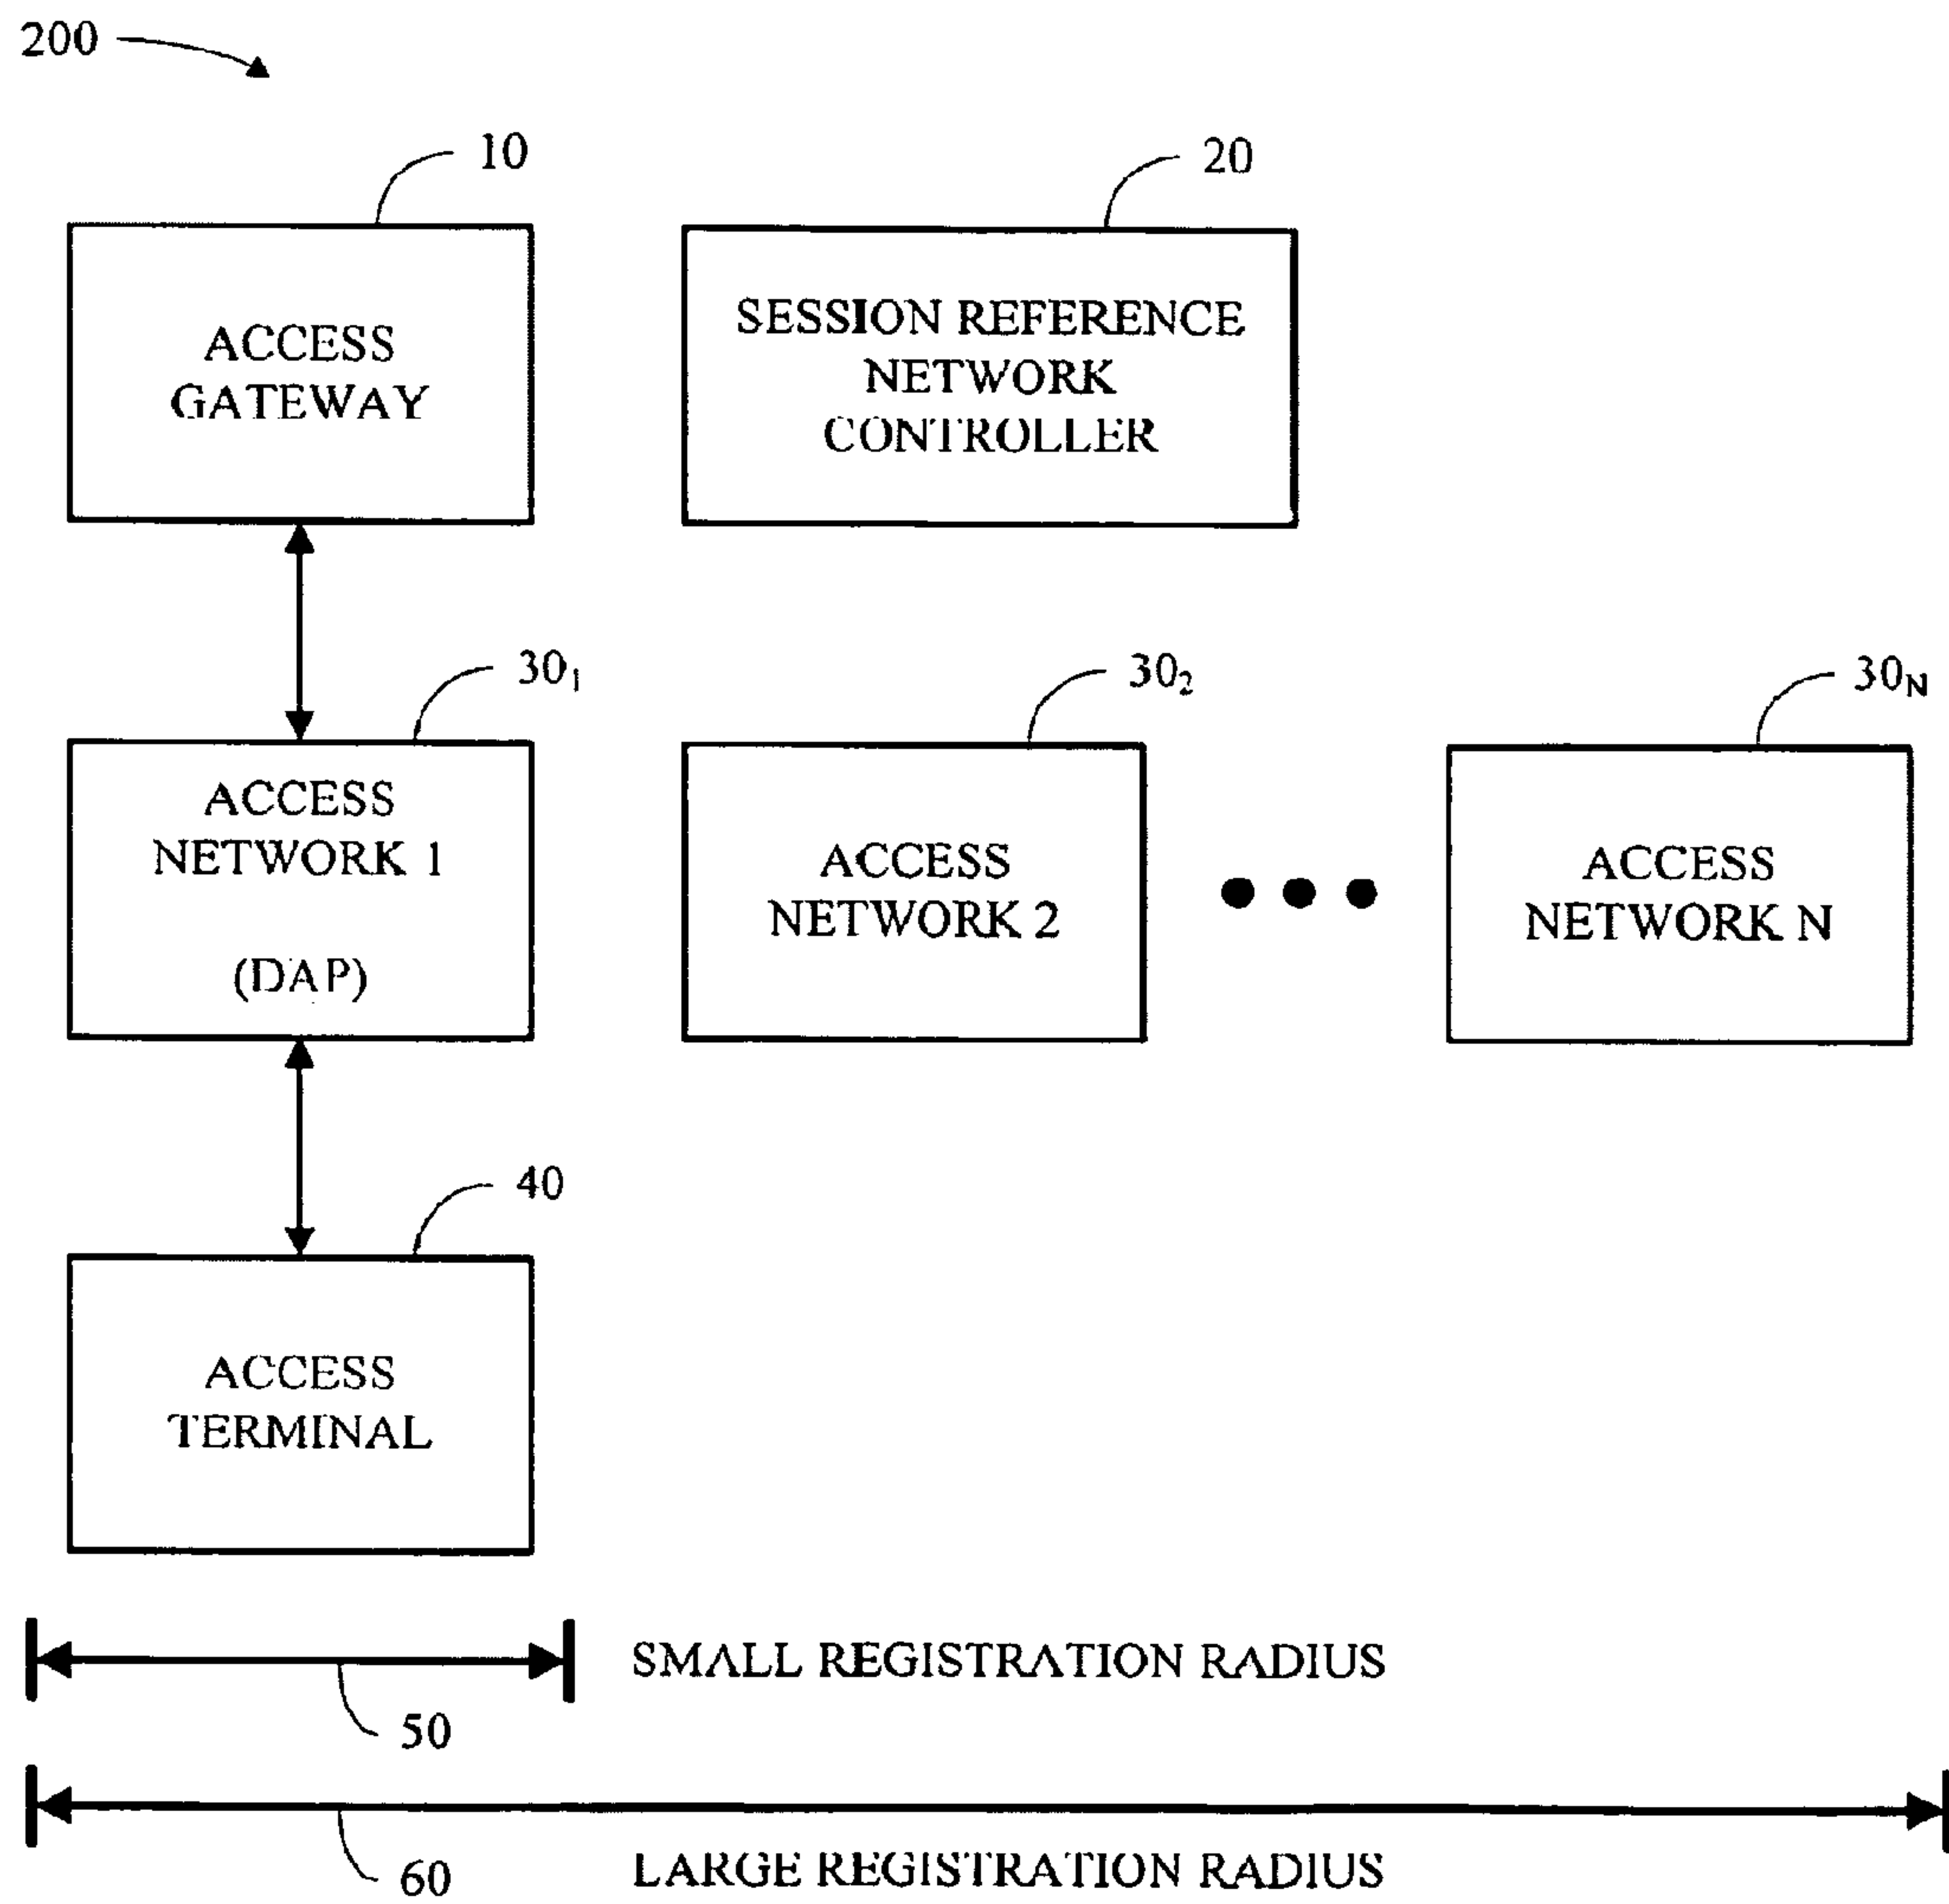 200
10
20
ACCESS
GATEWAY
SESSION REFERENCE
NETWORK
CONTROLLER
30₁
30₂
30N
ACCESS
NETWORK 1
(DAP)
ACCESS
NETWORK 2
ACCESS
NETWORK N
40
ACCESS
TERMINAL
SMALL REGISTRATION RADIUS
50
60
LARGE REGISTRATION RADIUS